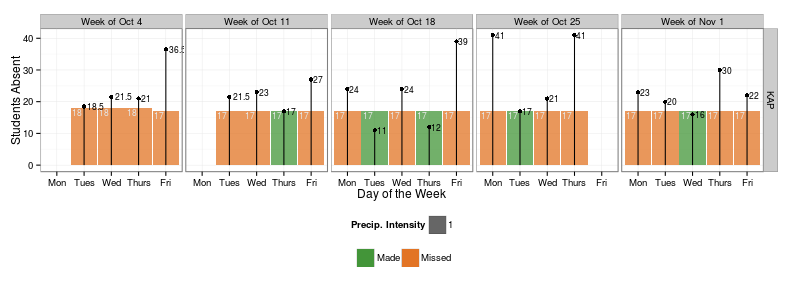 Week of Oct 4 Week of Oct 11 Week of Oct 18 Week of Oct 25 Week of Nov 1
Students Absent
40
30
20
10
0
18.5 21.5 21 36.5
18 18 18 17
21.5 23 17 27
17 17 17 17
24 11 24 12 39
17 17 17 17 17
41 17 21 41
17 17 17 17
23 20 16 30 22
17 17 17 17 17
KAP
Mon Tues Wed Thurs Fri Mon Tues Wed Thurs Fri Mon Tues Wed Thurs Fri Mon Tues Wed Thurs Fri Mon Tues Wed Thurs Fri
Day of the Week
Precip. Intensity 1
Made Missed